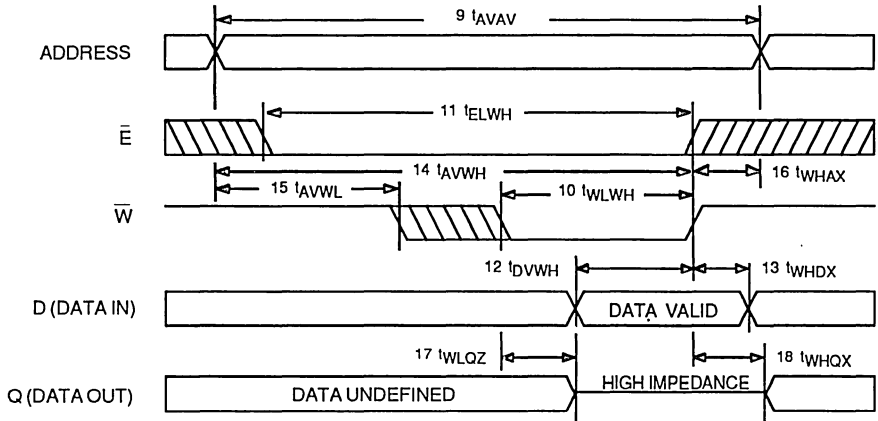 9 tAVAV
ADDRESS
11 tELWH
E
14 tAVWH
16 tWHAX
15 tAVWL
10 tWLWH
W
12 tDVWH
13 tWHDX
D (DATA IN)
DATA VALID
17 tWLQZ
18 tWHQX
Q (DATA OUT)
DATA UNDEFINED
HIGH IMPEDANCE